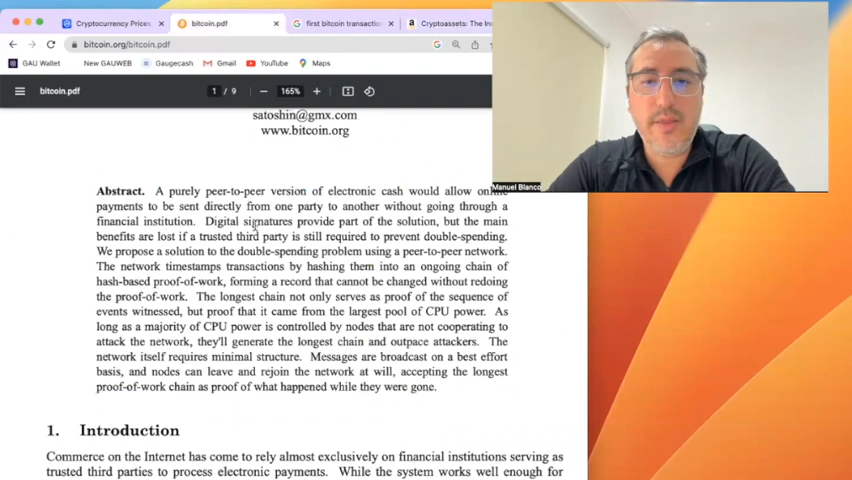 Cryptocurrency Prices,
bitcoin.pdf
first bitcoin transaction
Cryptoassets: The Inn
bitcoin.org/bitcoin.pdf
GAU Wallet
New GAUWEB
Gaugecash
Gmail
YouTube
Maps
bitcoin.pdf
1 / 9
165%
satoshin@gmx.com
www.bitcoin.org
Manuel Blanco
Abstract. A purely peer-to-peer version of electronic cash would allow online
payments to be sent directly from one party to another without going through a
financial institution. Digital signatures provide part of the solution, but the main
benefits are lost if a trusted third party is still required to prevent double-spending.
We propose a solution to the double-spending problem using a peer-to-peer network.
The network timestamps transactions by hashing them into an ongoing chain of
hash-based proof-of-work, forming a record that cannot be changed without redoing
the proof-of-work. The longest chain not only serves as proof of the sequence of
events witnessed, but proof that it came from the largest pool of CPU power. As
long as a majority of CPU power is controlled by nodes that are not cooperating to
attack the network, they'll generate the longest chain and outpace attackers. The
network itself requires minimal structure. Messages are broadcast on a best effort
basis, and nodes can leave and rejoin the network at will, accepting the longest
proof-of-work chain as proof of what happened while they were gone.
1. Introduction
Commerce on the Internet has come to rely almost exclusively on financial institutions serving as
trusted third parties to process electronic payments. While the system works well enough for